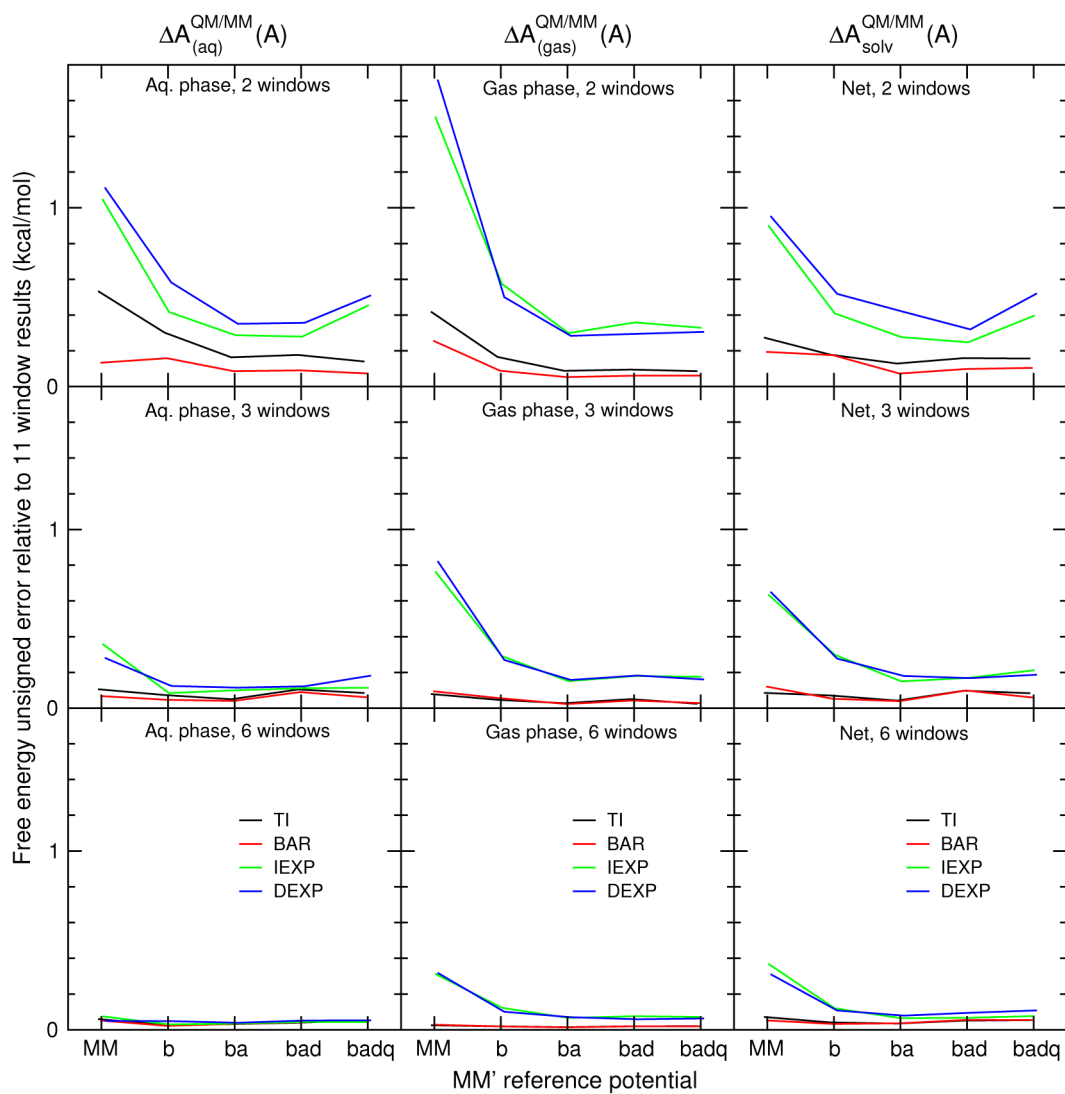 ΔA(aq)^QM/MM(A) ΔA(gas)^QM/MM(A) ΔAsolv^QM/MM(A)
Free energy unsigned error relative to 11 window results (kcal/mol)
Aq. phase, 2 windows Gas phase, 2 windows Net, 2 windows
1
0
Aq. phase, 3 windows Gas phase, 3 windows Net, 3 windows
1
0
Aq. phase, 6 windows Gas phase, 6 windows Net, 6 windows
TI TI TI
BAR BAR BAR
1
IEXP IEXP IEXP
DEXP DEXP DEXP
0
MM b ba bad badq MM b ba bad badq MM b ba bad badq
MM' reference potential